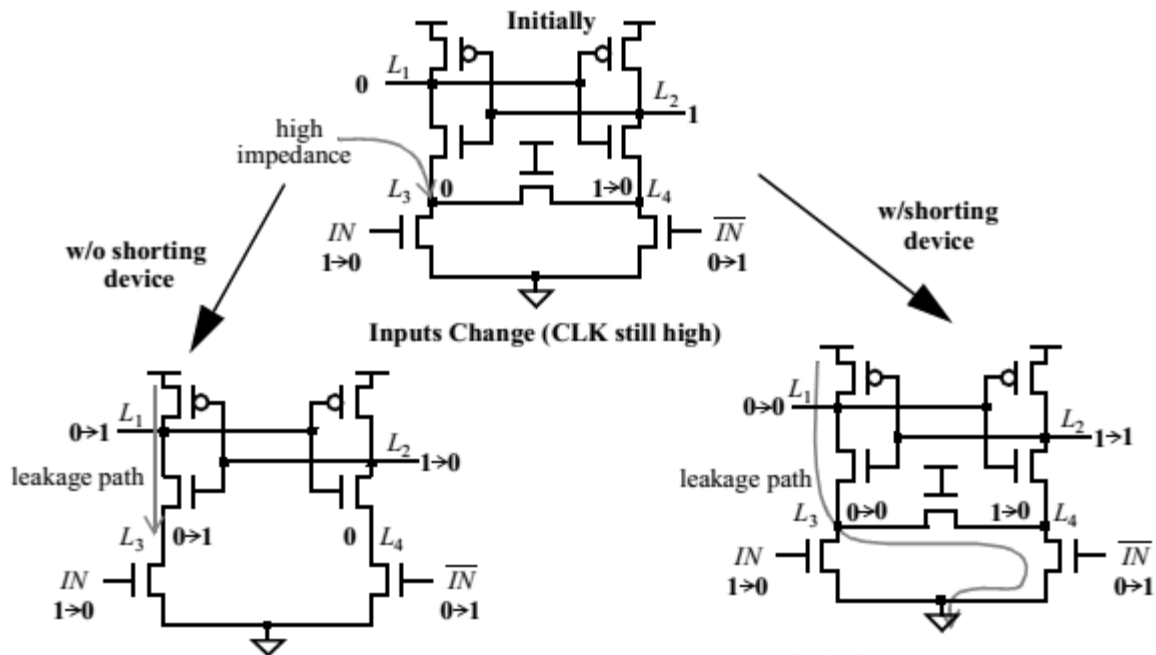 Initially
L1
0
L2
1
high
impedance
L3
0
1→0
L4
IN
1→0
IN̅
0→1
w/o shorting
device
w/shorting
device
Inputs Change (CLK still high)
L1
0→1
L2
1→0
leakage path
L3
0→1
0
L4
IN
1→0
IN̅
0→1
L1
0→0
L2
1→1
leakage path
L3
0→0
1→0
L4
IN
1→0
IN̅
0→1